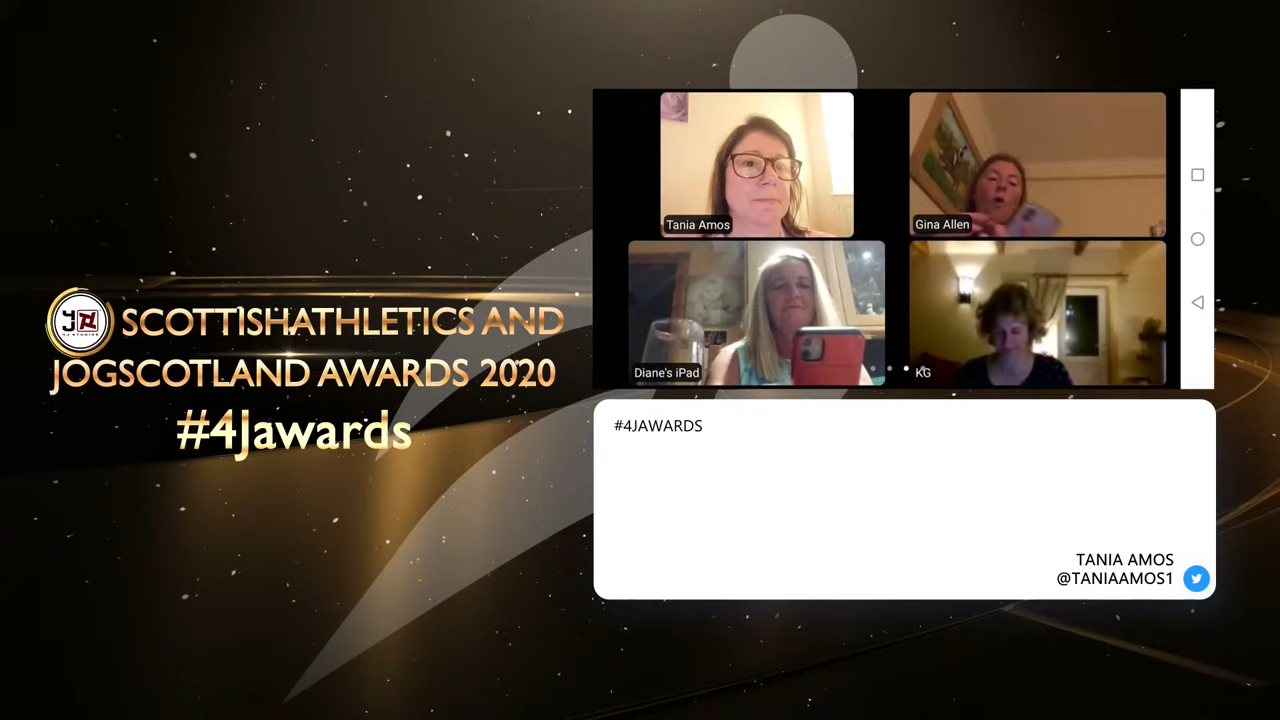 SCOTTISHATHLETICS AND
JOGSCOTLAND AWARDS 2020
#4Jawards
Tania Amos
Gina Allen
Diane's iPad
KG
#4JAWARDS
TANIA AMOS
@TANIAAMOS1